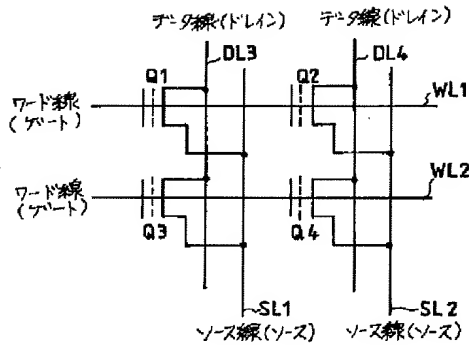 データ線(ドレイン) データ線(ドレイン)
DL3 DL4
Q1 Q2
WL1
ワード線
(ゲート)
WL2
ワード線
(ゲート)
Q3 Q4
SL1 SL2
ソース線(ソース) ソース線(ソース)